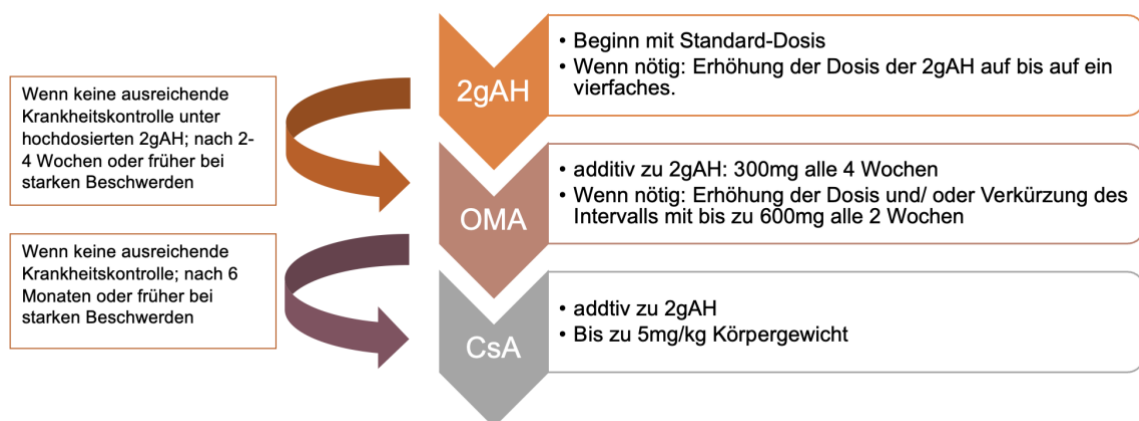 • Beginn mit Standard-Dosis
• Wenn nötig: Erhöhung der Dosis der 2gAH auf bis auf ein
vierfaches.
2gAH
Wenn keine ausreichende
Krankheitskontrolle unter
hochdosierten 2gAH; nach 2-
4 Wochen oder früher bei
starken Beschwerden
• additiv zu 2gAH: 300mg alle 4 Wochen
• Wenn nötig: Erhöhung der Dosis und/ oder Verkürzung des
Intervalls mit bis zu 600mg alle 2 Wochen
OMA
Wenn keine ausreichende
Krankheitskontrolle; nach 6
Monaten oder früher bei
starken Beschwerden
• addtiv zu 2gAH
• Bis zu 5mg/kg Körpergewicht
CsA